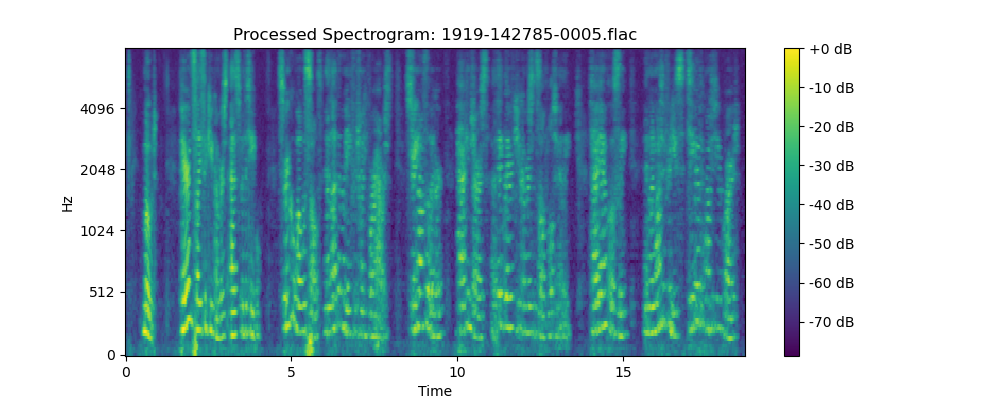 Processed Spectrogram: 1919-142785-0005.flac
+0 dB
-10 dB
-20 dB
-30 dB
-40 dB
-50 dB
-60 dB
-70 dB
Hz
4096
2048
1024
512
0
0 5 10 15
Time